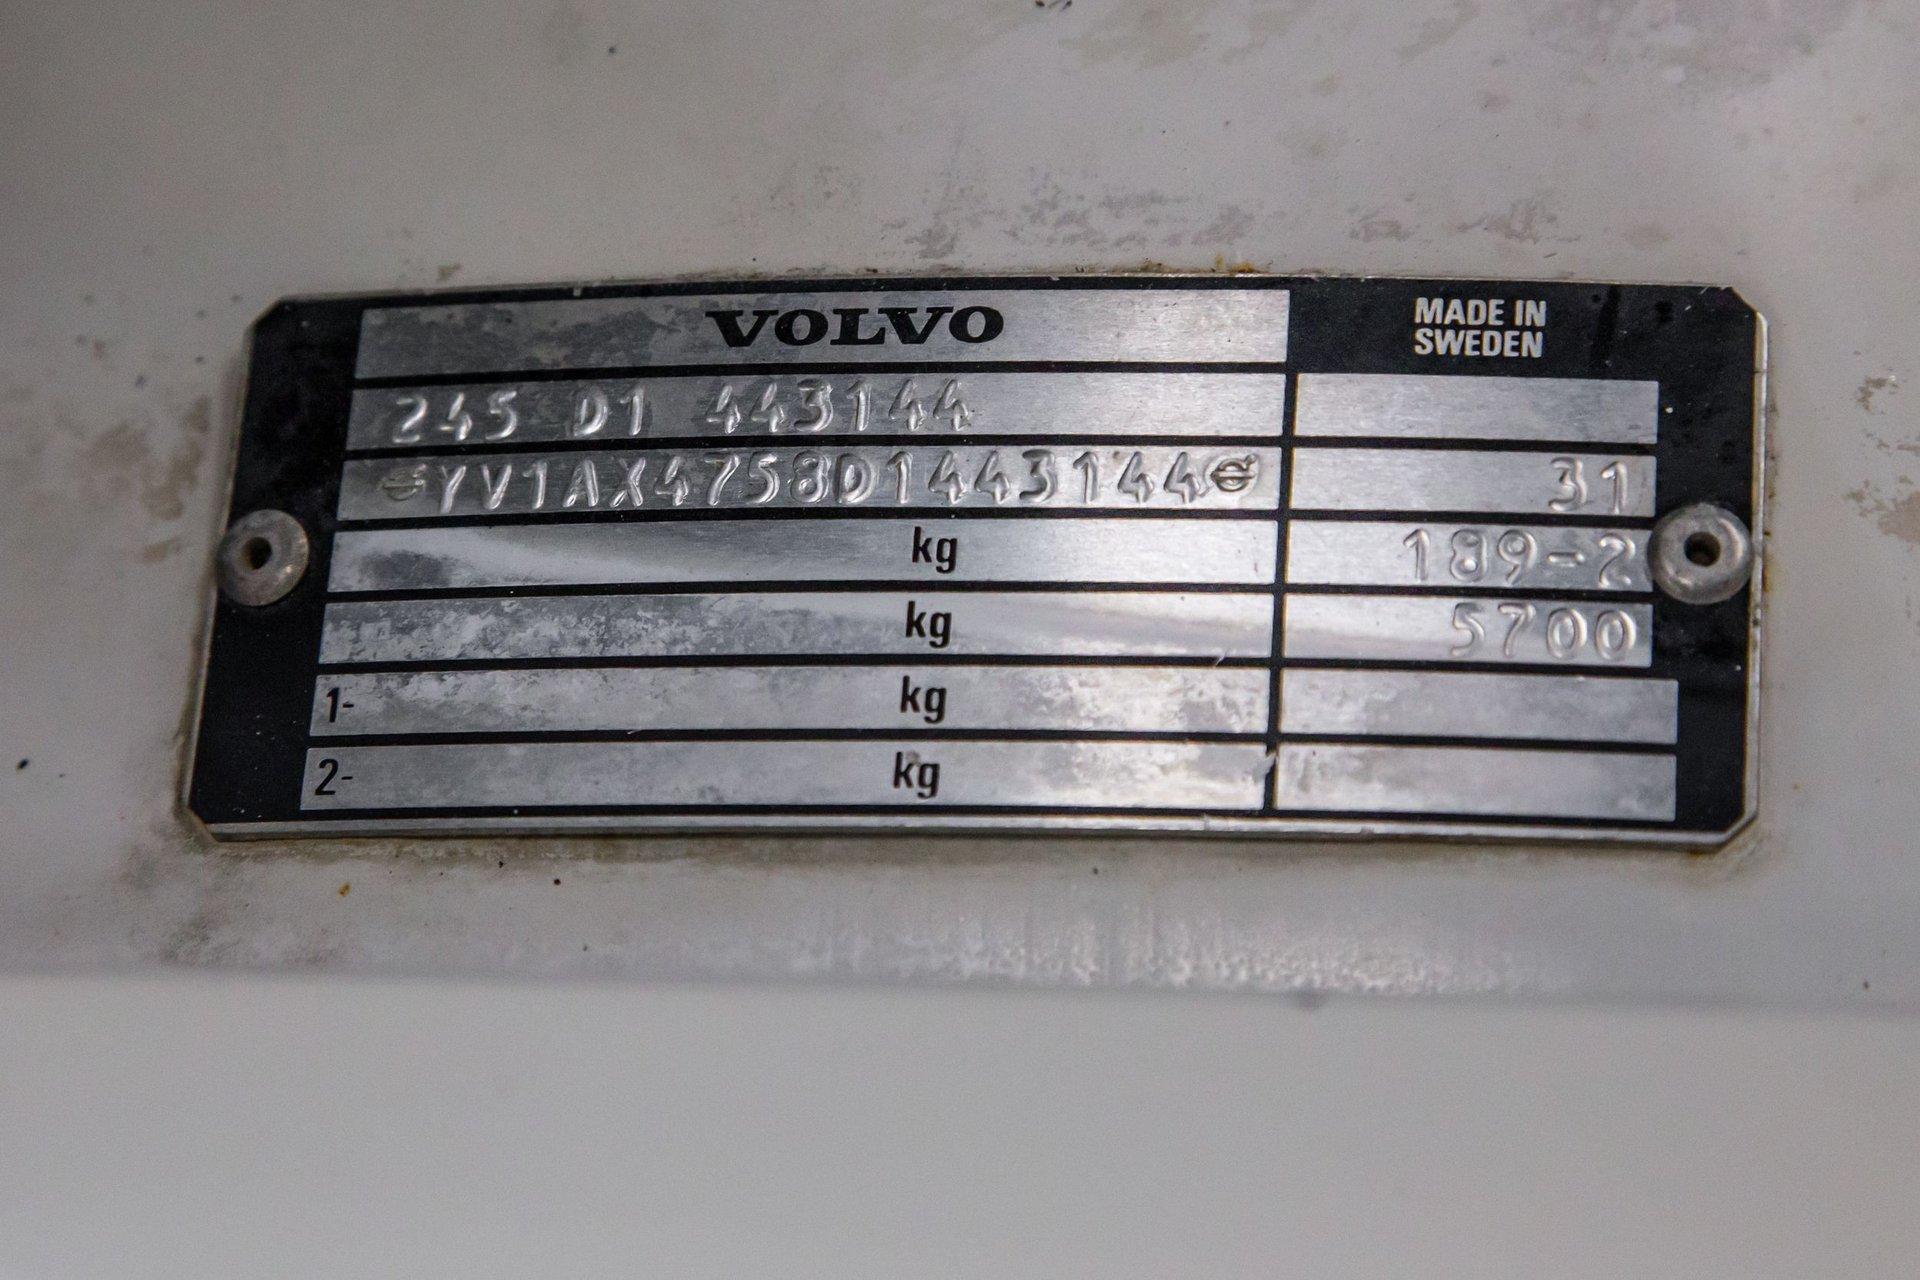 VOLVO
MADE IN
SWEDEN
245 D1 443144
YV1AX4758D1443144
31
kg
189-2
kg
5700
1- kg
2- kg